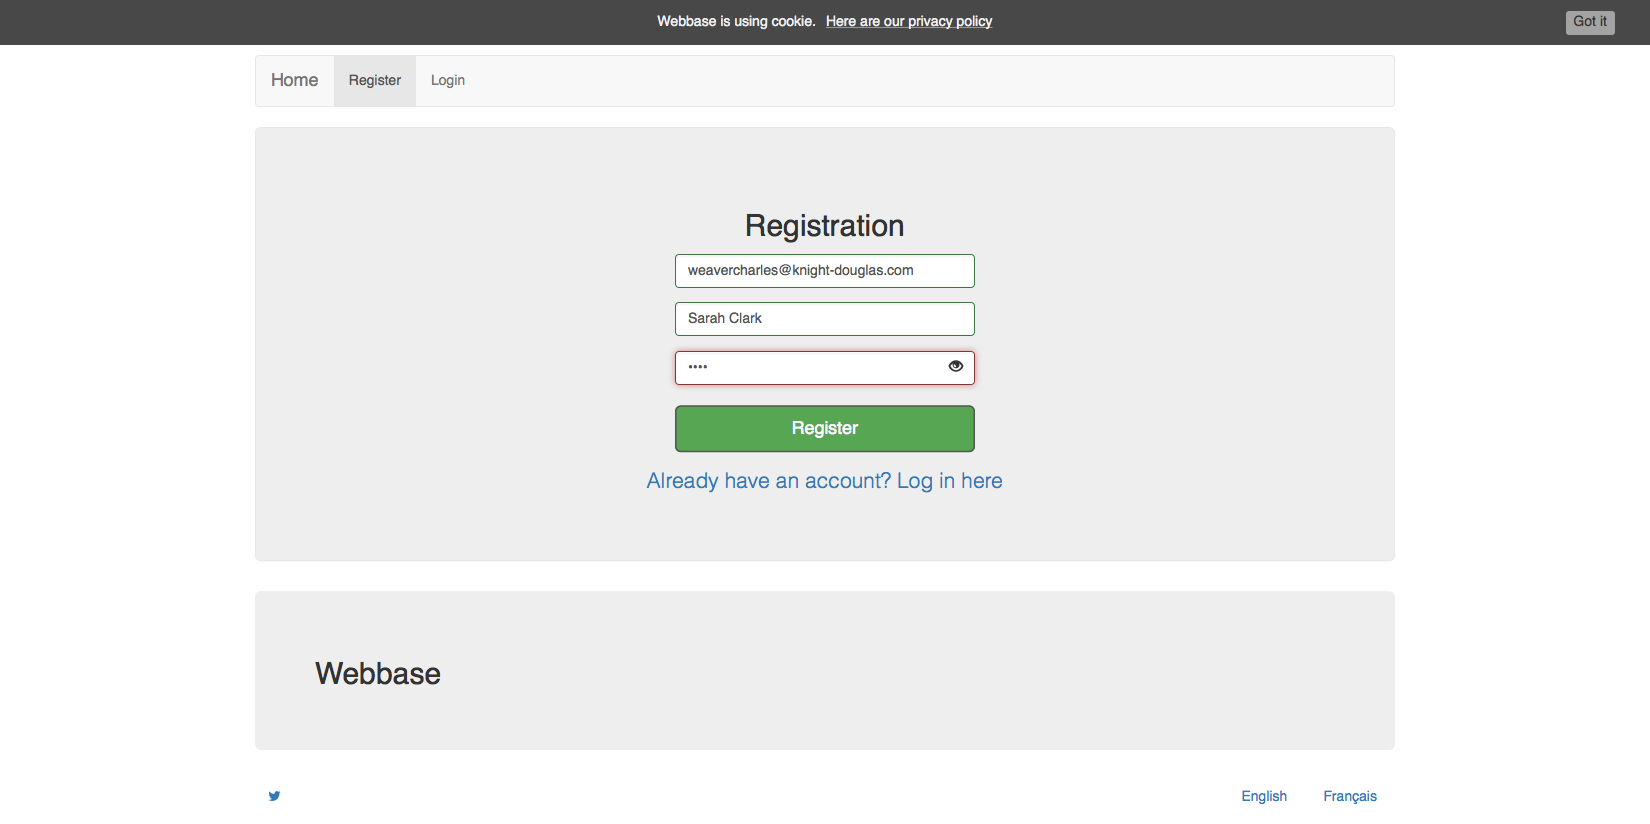 Webbase is using cookie. Here are our privacy policy
Got it
Home Register Login
Registration
weavercharles@knight-douglas.com
Sarah Clark
••••
Register
Already have an account? Log in here
Webbase
English Français